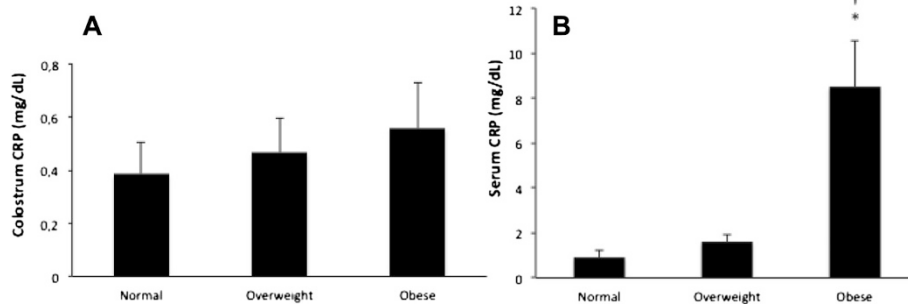 A
Colostrum CRP (mg/dL)
0,8
0,6
0,4
0,2
0
Normal Overweight Obese
B
Serum CRP (mg/dL)
12
10
8
6
4
2
0
*
Normal Overweight Obese